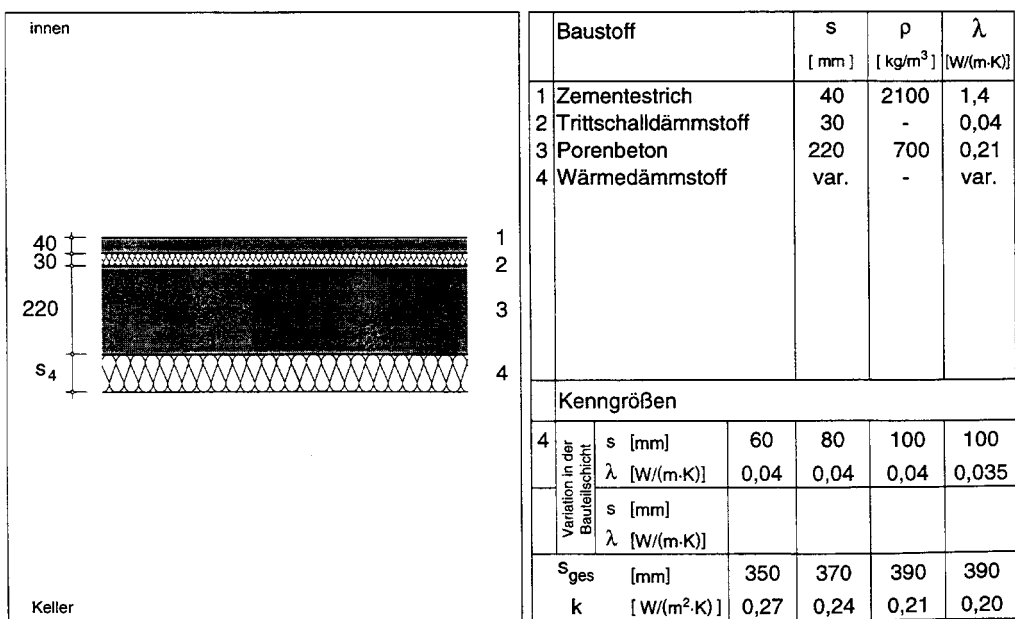 innen
40
30
220
s4
1
2
3
4
Keller
Baustoff s ρ λ
[ mm ] [ kg/m³ ] [W/(m·K)]
1 Zementestrich 40 2100 1,4
2 Trittschalldämmstoff 30 - 0,04
3 Porenbeton 220 700 0,21
4 Wärmedämmstoff var. - var.
Kenngrößen
4 Variation in der Bauteilschicht
s [mm] 60 80 100 100
λ [W/(m·K)] 0,04 0,04 0,04 0,035
s [mm]
λ [W/(m·K)]
sges [mm] 350 370 390 390
k [ W/(m²·K) ] 0,27 0,24 0,21 0,20